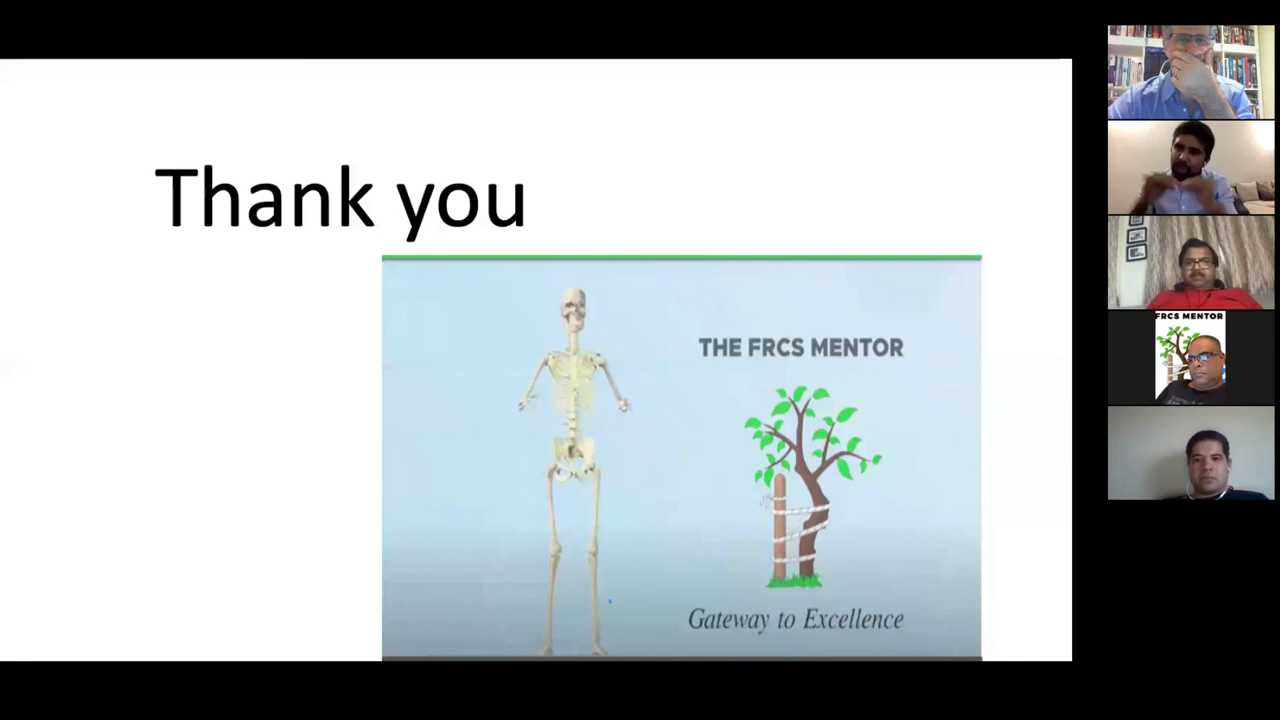 Thank you
THE FRCS MENTOR
Gateway to Excellence
FRCS MENTOR